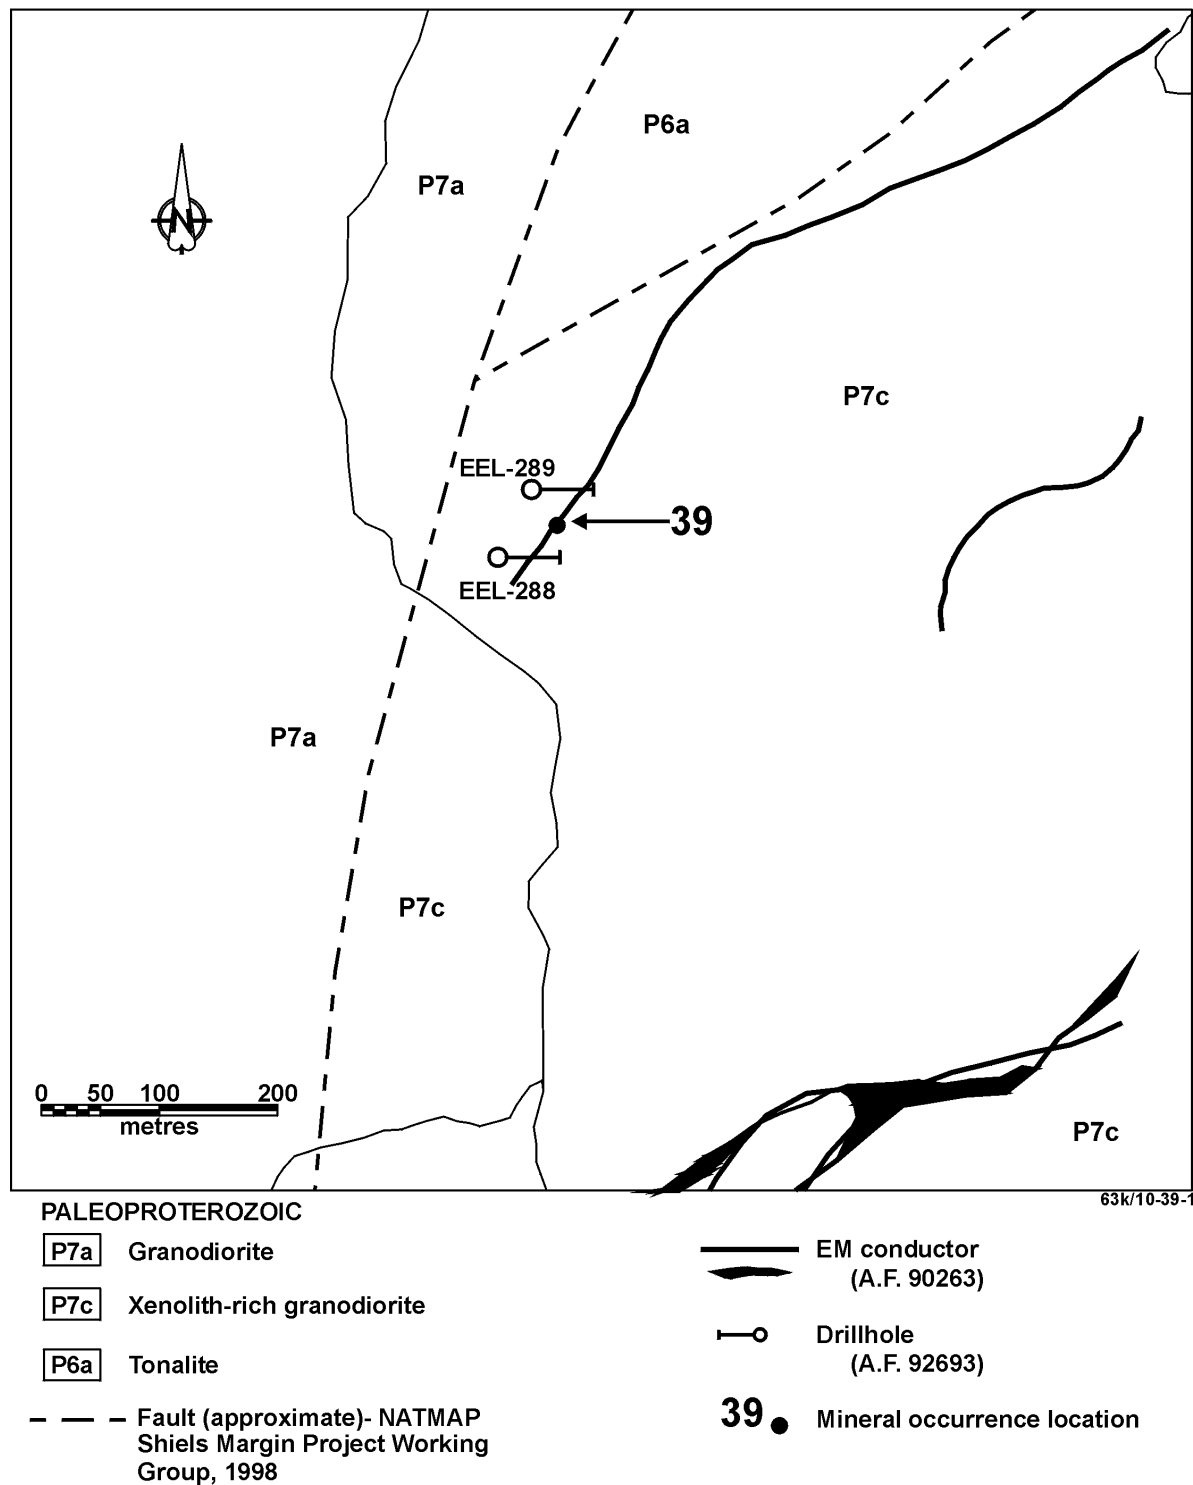 P6a
P7a
N
P7c
EEL-289
39
EEL-288
P7a
P7c
0 50 100 200
metres
P7c
63k/10-39-1
PALEOPROTEROZOIC
P7a Granodiorite
P7c Xenolith-rich granodiorite
P6a Tonalite
Fault (approximate)- NATMAP
Shiels Margin Project Working
Group, 1998
EM conductor
(A.F. 90263)
Drillhole
(A.F. 92693)
39 Mineral occurrence location